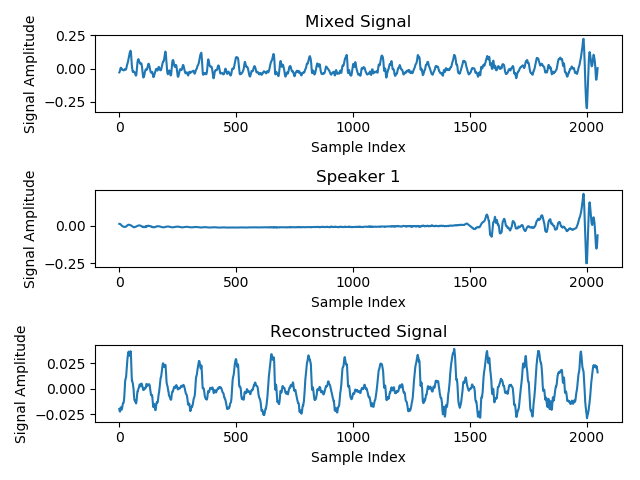 Mixed Signal
Signal Amplitude
0.25
0.00
−0.25
0 500 1000 1500 2000
Sample Index
Speaker 1
Signal Amplitude
0.00
−0.25
0 500 1000 1500 2000
Sample Index
Reconstructed Signal
Signal Amplitude
0.025
0.000
−0.025
0 500 1000 1500 2000
Sample Index